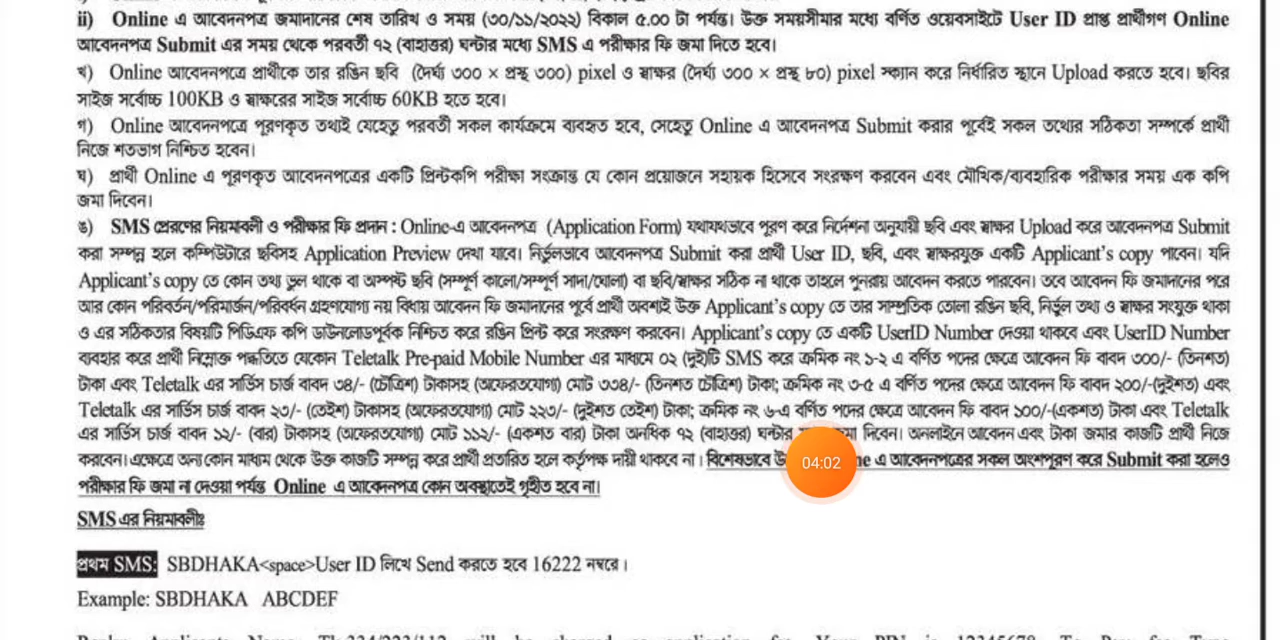 ii) Online এ আবেদনপত্র জমাদানের শেষ তারিখ ও সময় (৩০/১১/২০২২) বিকাল ৫.০০ টা পর্যন্ত। উক্ত সময়সীমার মধ্যে বর্ণিত ওয়েবসাইটে User ID প্রাপ্ত প্রার্থীগণ Online
আবেদনপত্র Submit এর সময় থেকে পরবর্তী ৭২ (বাহাত্তর) ঘন্টার মধ্যে SMS এ পরীক্ষার ফি জমা দিতে হবে।
খ) Online আবেদনপত্রে প্রার্থীকে তার রঙিন ছবি (দৈর্ঘ্য ৩০০ × প্রস্থ ৩০০) pixel ও স্বাক্ষর (দৈর্ঘ্য ৩০০ × প্রস্থ ৮০) pixel স্ক্যান করে নির্ধারিত স্থানে Upload করতে হবে। ছবির
সাইজ সর্বোচ্চ 100KB ও স্বাক্ষরের সাইজ সর্বোচ্চ 60KB হতে হবে।
গ) Online আবেদনপত্রে পূরণকৃত তথ্যই যেহেতু পরবর্তী সকল কার্যক্রমে ব্যবহৃত হবে, সেহেতু Online এ আবেদনপত্র Submit করার পূর্বেই সকল তথ্যের সঠিকতা সম্পর্কে প্রার্থী
নিজে শতভাগ নিশ্চিত হবেন।
ঘ) প্রার্থী Online এ পূরণকৃত আবেদনপত্রের একটি প্রিন্টকপি পরীক্ষা সংক্রান্ত যে কোন প্রয়োজনে সহায়ক হিসেবে সংরক্ষণ করবেন এবং মৌখিক/ব্যবহারিক পরীক্ষার সময় এক কপি
জমা দিবেন।
ঙ) SMS প্রেরণের নিয়মাবলী ও পরীক্ষার ফি প্রদান : Online-এ আবেদনপত্র (Application Form) যথাযথভাবে পূরণ করে নির্দেশনা অনুযায়ী ছবি এবং স্বাক্ষর Upload করে আবেদনপত্র Submit
করা সম্পন্ন হলে কম্পিউটারে ছবিসহ Application Preview দেখা যাবে। নির্ভুলভাবে আবেদনপত্র Submit করা প্রার্থী User ID, ছবি, এবং স্বাক্ষরযুক্ত একটি Applicant's copy পাবেন। যদি
Applicant's copy তে কোন তথ্য ভুল থাকে বা অস্পষ্ট ছবি (সম্পূর্ণ কালো/সম্পূর্ণ সাদা/ঘোলা) বা ছবি/স্বাক্ষর সঠিক না থাকে তাহলে পুনরায় আবেদন করতে পারবেন। তবে আবেদন ফি জমাদানের পরে
আর কোন পরিবর্তন/পরিমার্জন/পরিবর্ধন গ্রহণযোগ্য নয় বিধায় আবেদন ফি জমাদানের পূর্বে প্রার্থী অবশ্যই উক্ত Applicant's copy তে তার সাম্প্রতিক তোলা রঙিন ছবি, নির্ভুল তথ্য ও স্বাক্ষর সংযুক্ত থাকা
ও এর সঠিকতার বিষয়টি পিডিএফ কপি ডাউনলোডপূর্বক নিশ্চিত করে রঙিন প্রিন্ট করে সংরক্ষণ করবেন। Applicant's copy তে একটি UserID Number দেওয়া থাকবে এবং UserID Number
ব্যবহার করে প্রার্থী নিম্নোক্ত পদ্ধতিতে যেকোন Teletalk Pre-paid Mobile Number এর মাধ্যমে ০২ (দুই)টি SMS করে ক্রমিক নং ১-২ এ বর্ণিত পদের ক্ষেত্রে আবেদন ফি বাবদ ৩০০/- (তিনশত)
টাকা এবং Teletalk এর সার্ভিস চার্জ বাবদ ৩৪/- (চৌত্রিশ) টাকাসহ (অফেরতযোগ্য) মোট ৩৩৪/- (তিনশত চৌত্রিশ) টাকা; ক্রমিক নং ৩-৫ এ বর্ণিত পদের ক্ষেত্রে আবেদন ফি বাবদ ২০০/-(দুইশত) এবং
Teletalk এর সার্ভিস চার্জ বাবদ ২৩/- (তেইশ) টাকাসহ (অফেরতযোগ্য) মোট ২২৩/- (দুইশত তেইশ) টাকা; ক্রমিক নং ৬-এ বর্ণিত পদের ক্ষেত্রে আবেদন ফি বাবদ ১০০/-(একশত) টাকা এবং Teletalk
এর সার্ভিস চার্জ বাবদ ১২/- (বার) টাকাসহ (অফেরতযোগ্য) মোট ১১২/- (একশত বার) টাকা অনধিক ৭২ (বাহাত্তর) ঘন্টার জমা দিবেন। অনলাইনে আবেদন এবং টাকা জমার কাজটি প্রার্থী নিজে
করবেন।এক্ষেত্রে অন্য কোন মাধ্যম থেকে উক্ত কাজটি সম্পন্ন করে প্রার্থী প্রতারিত হলে কর্তৃপক্ষ দায়ী থাকবে না। বিশেষভাবে এ আবেদনপত্রের সকল অংশপূরণ করে Submit করা হলেও
04:02
পরীক্ষার ফি জমা না দেওয়া পর্যন্ত Online এ আবেদনপত্র কোন অবস্থাতেই গৃহীত হবে না।
SMS এর নিয়মাবলীঃ
প্রথম SMS: SBDHAKA<space>User ID লিখে Send করতে হবে 16222 নম্বরে।
Example: SBDHAKA ABCDEF